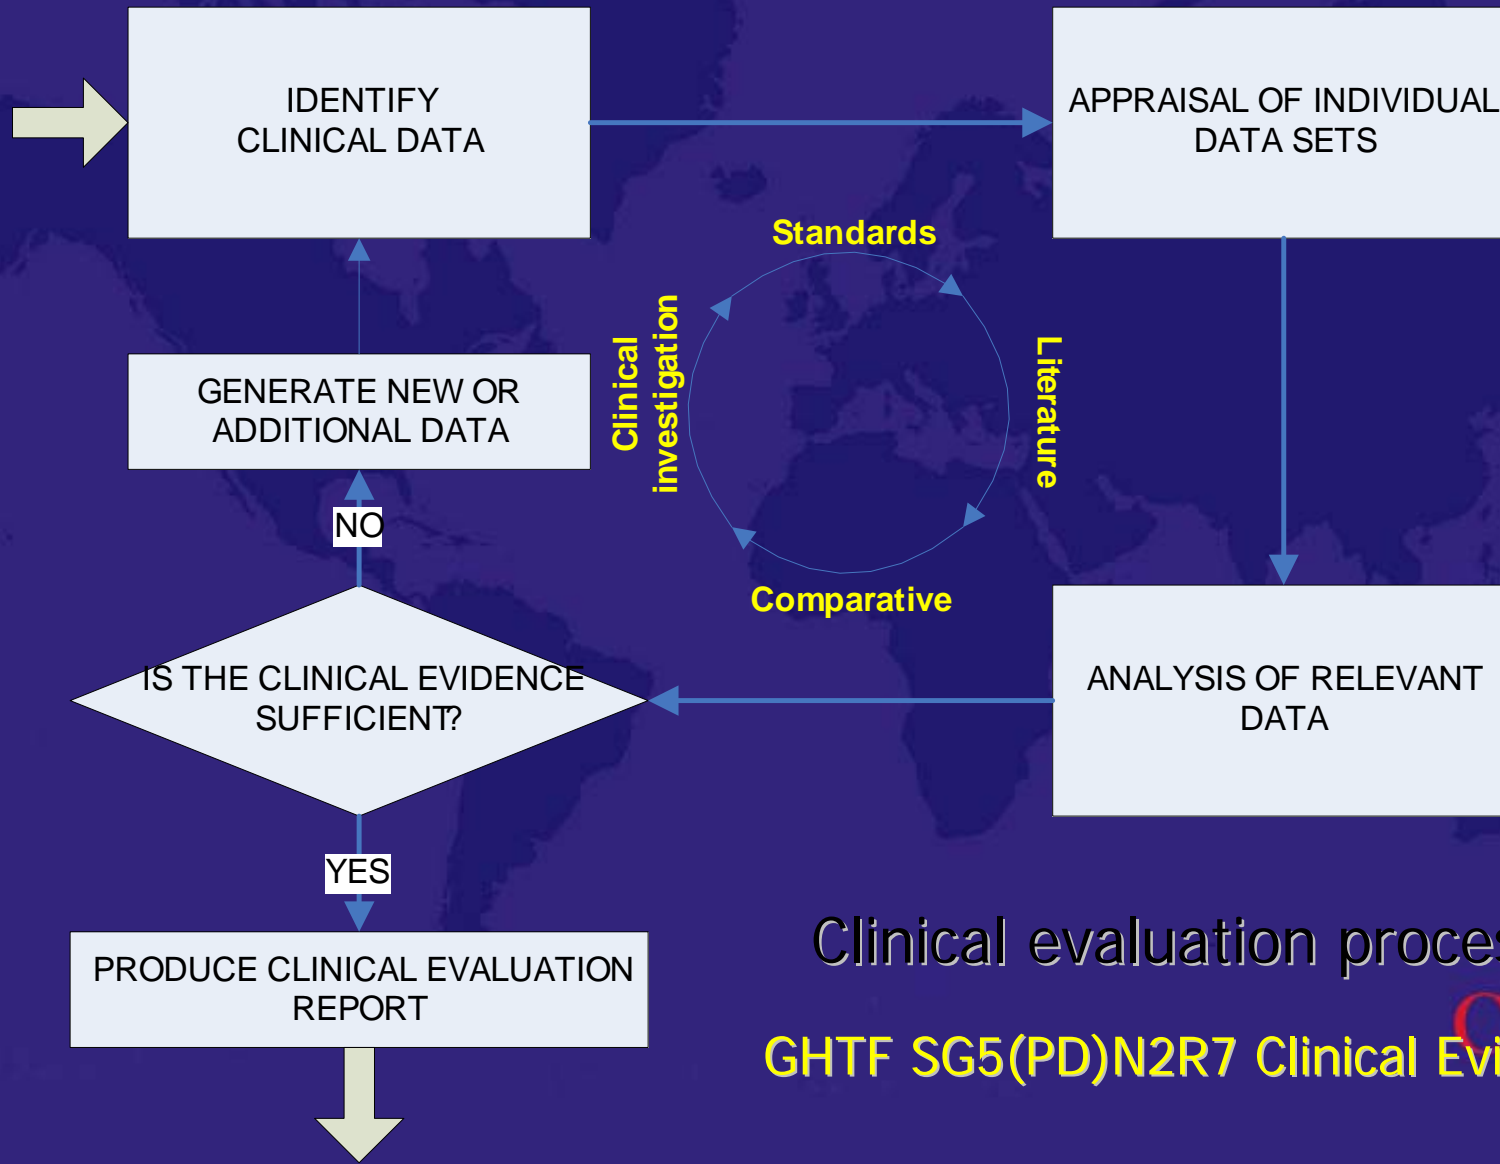 IDENTIFY
CLINICAL DATA
APPRAISAL OF INDIVIDUAL
DATA SETS
Standards
Clinical
investigation
Literature
Comparative
GENERATE NEW OR
ADDITIONAL DATA
NO
IS THE CLINICAL EVIDENCE
SUFFICIENT?
ANALYSIS OF RELEVANT
DATA
YES
PRODUCE CLINICAL EVALUATION
REPORT
Clinical evaluation
GHTF SG5(PD)N2R7 Clinical